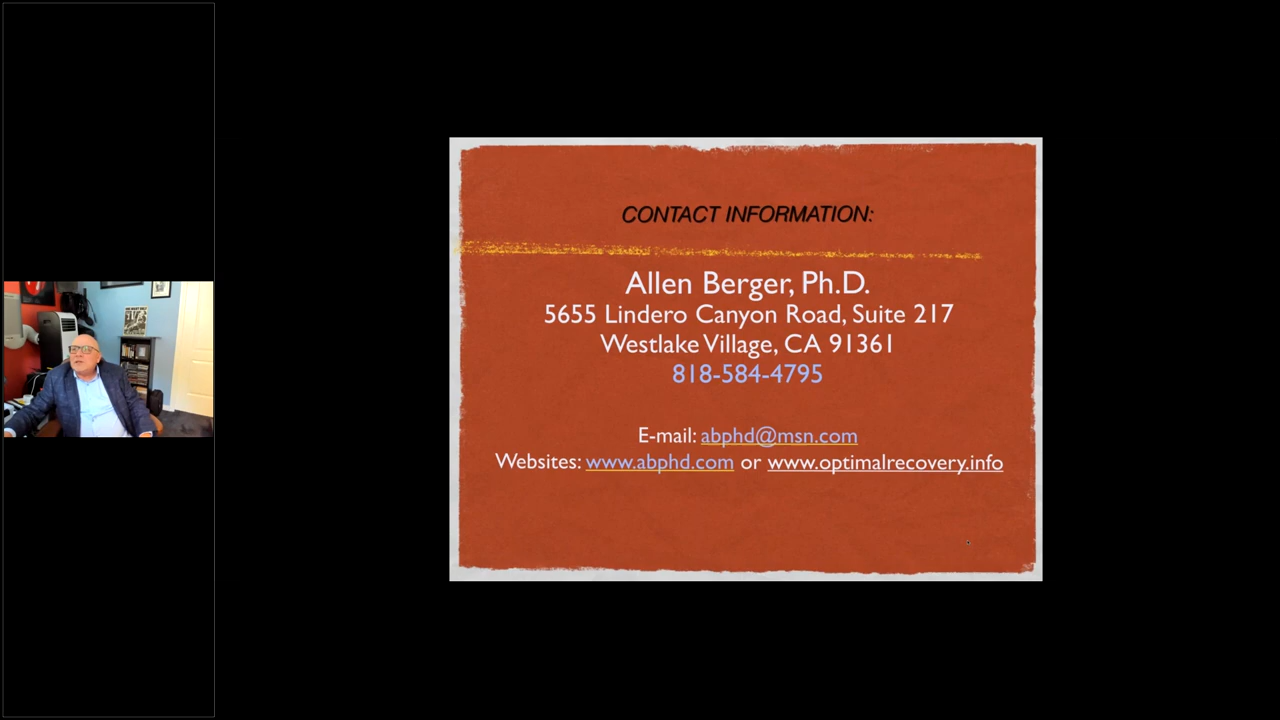 CONTACT INFORMATION:
Allen Berger, Ph.D.
5655 Lindero Canyon Road, Suite 217
Westlake Village, CA 91361
818-584-4795
E-mail: abphd@msn.com
Websites: www.abphd.com or www.optimalrecovery.info